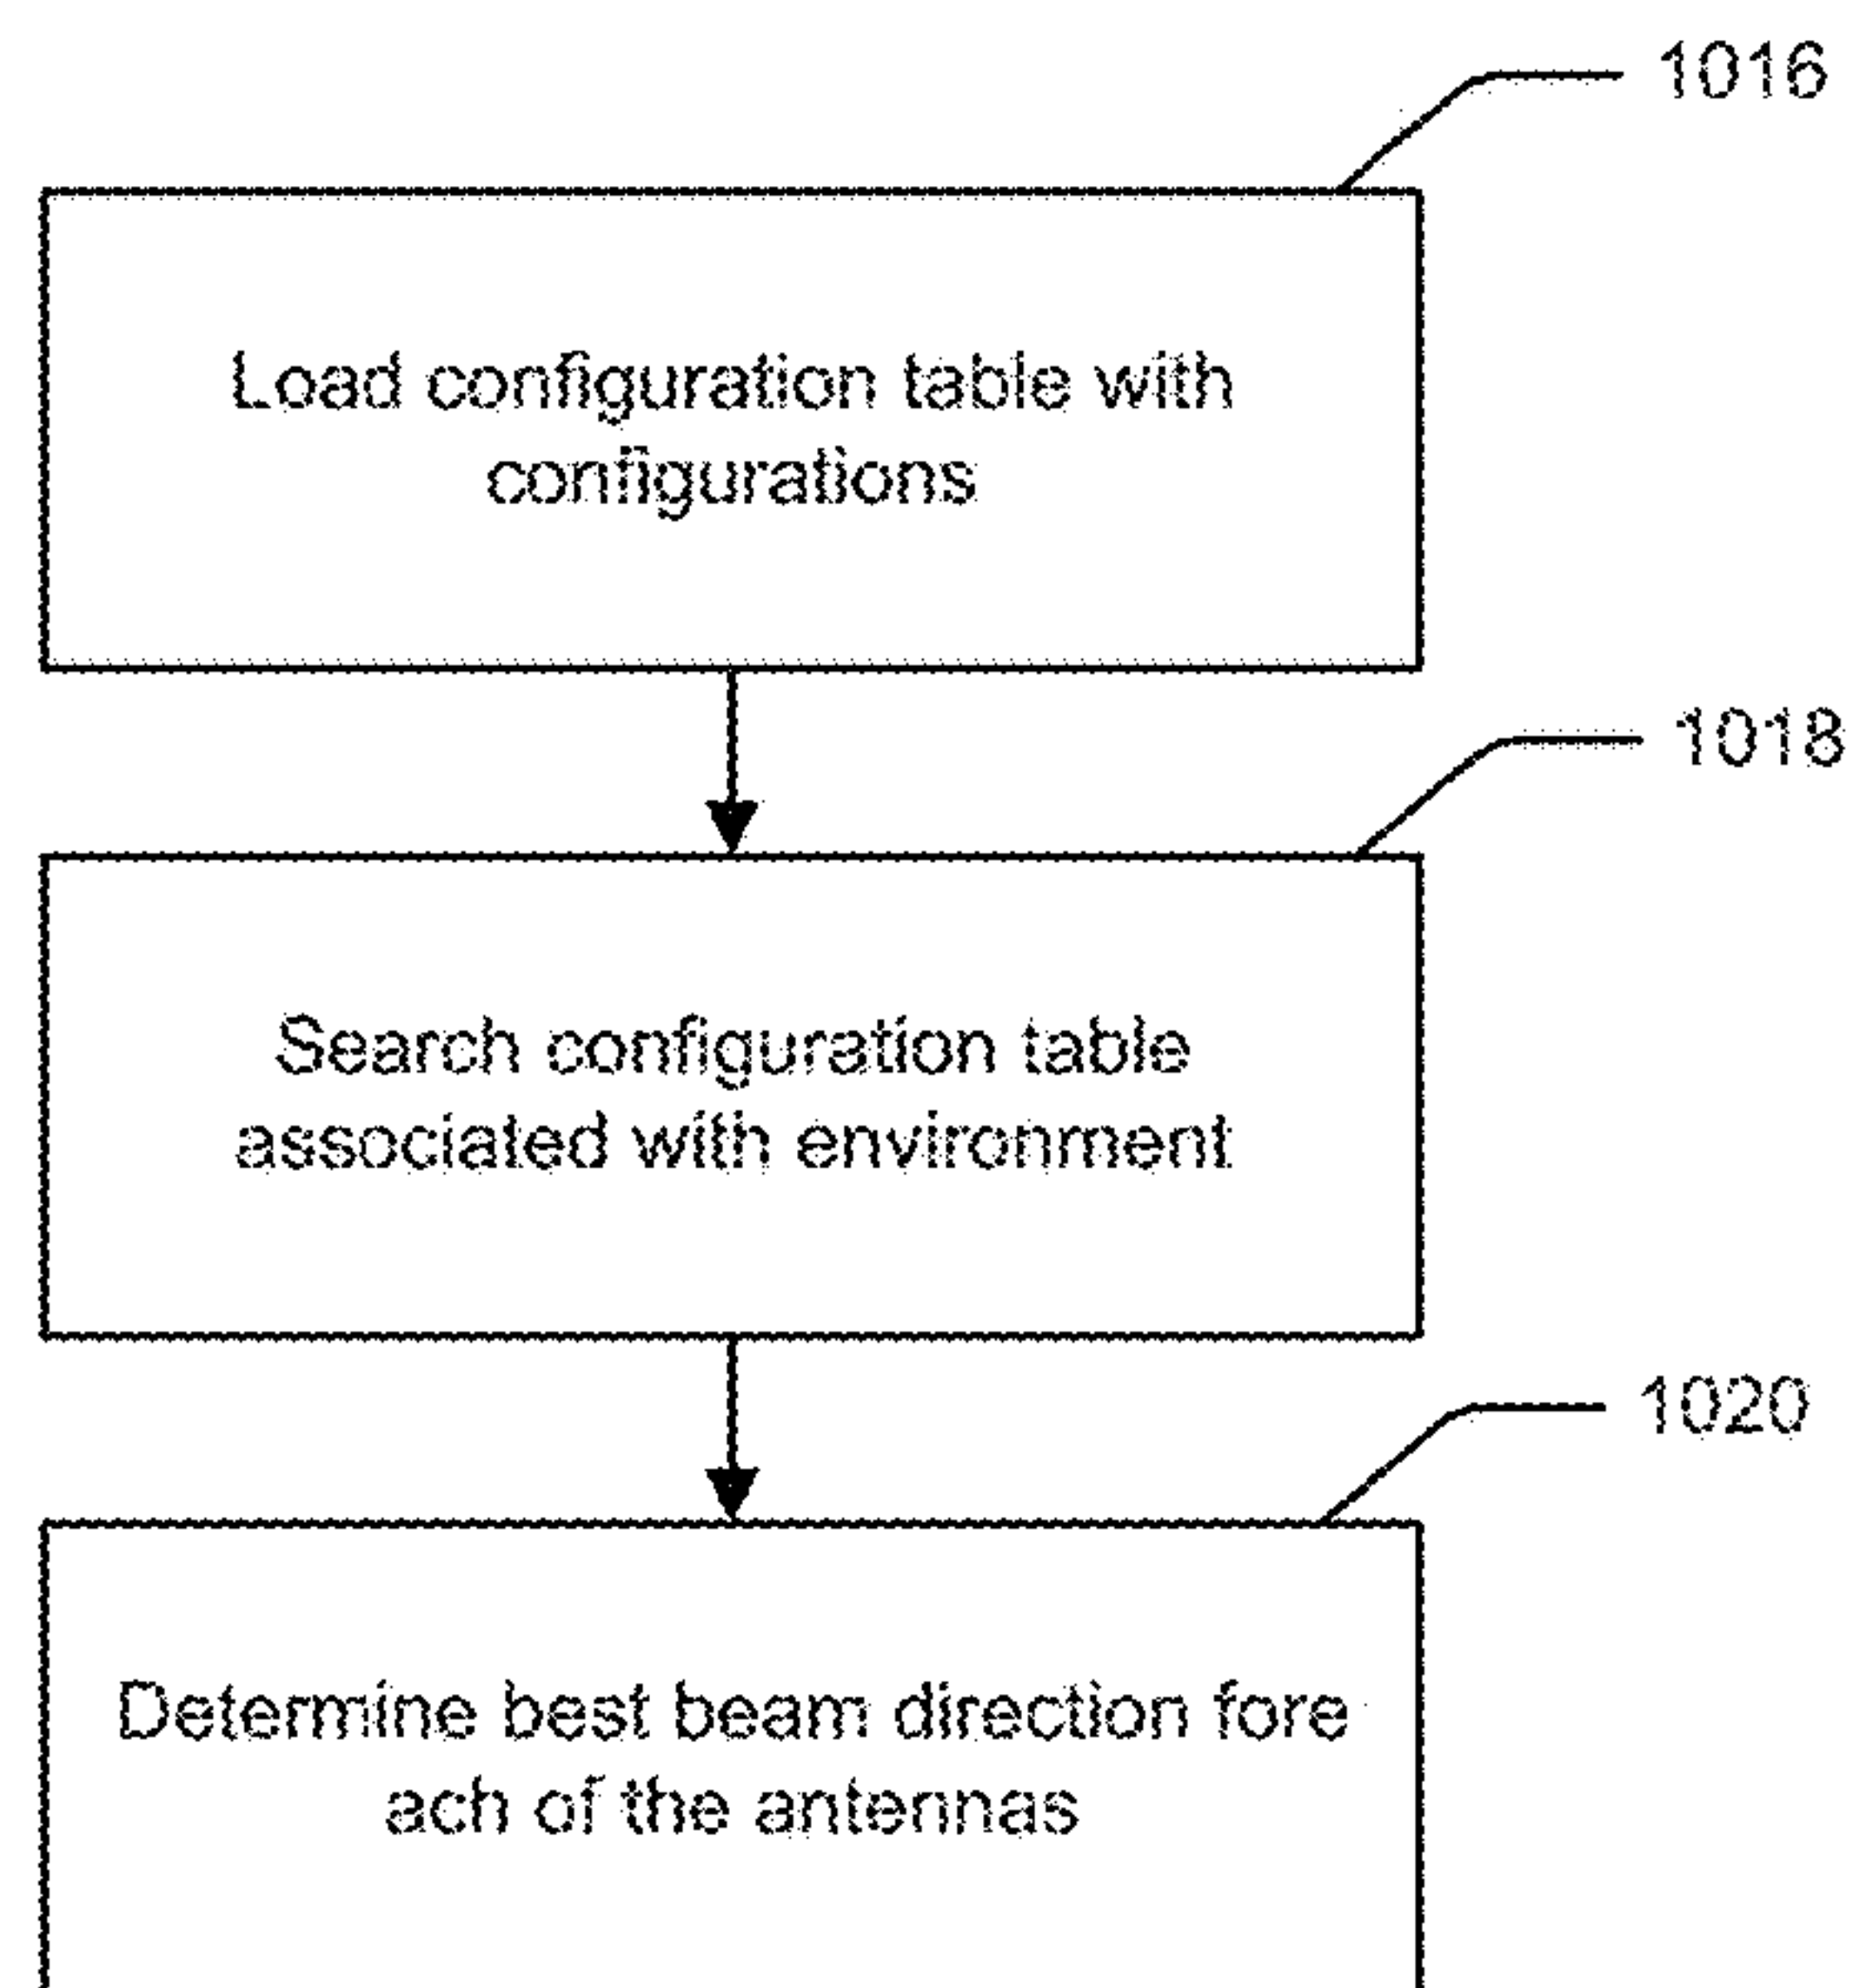 1016
Load configuration table with
configurations
1018
Search configuration table
associated with environment
1020
Determine best beam direction fore
ach of the antennas